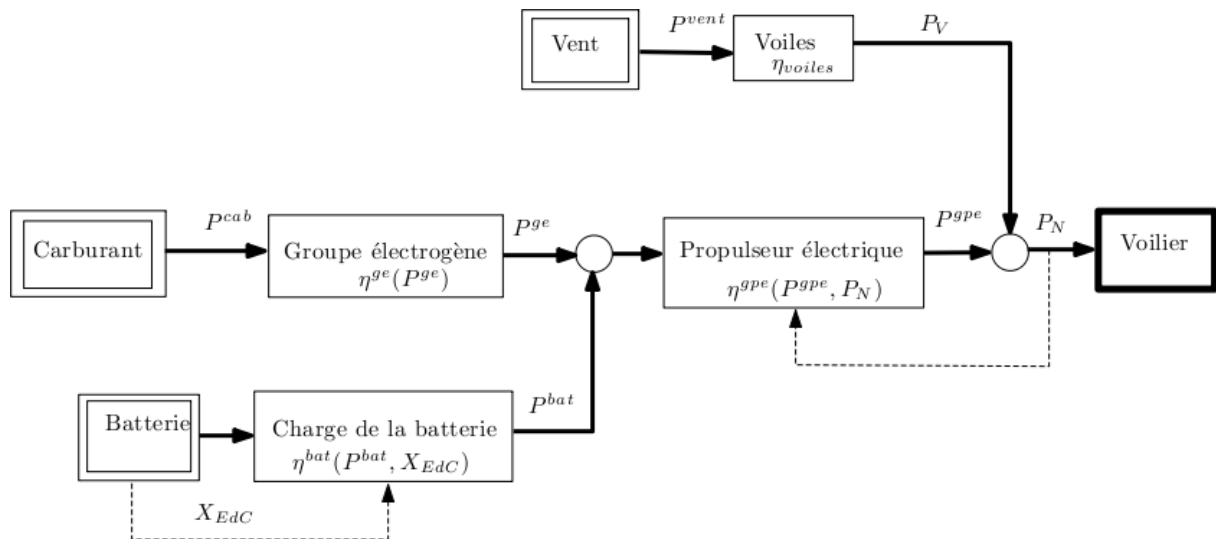 Vent
P^{vent}
Voiles
η_{voiles}
P_V
Carburant
P^{cab}
Groupe électrogène
η^{ge}(P^{ge})
P^{ge}
Propulseur électrique
η^{gpe}(P^{gpe}, P_N)
P^{gpe}
P_N
Voilier
Batterie
Charge de la batterie
η^{bat}(P^{bat}, X_{EdC})
P^{bat}
X_{EdC}